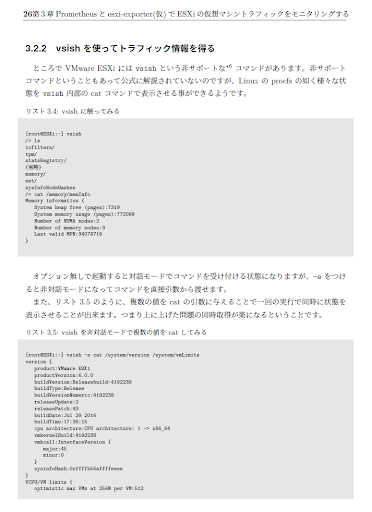 26第 3 章 Prometheus と esxi-exporter(仮) で ESXi の仮想マシントラフィックをモニタリングする
3.2.2 vsish を使ってトラフィック情報を得る
ところで VMware ESXi には vsish という非サポートな*6 コマンドがあります。非サポート
コマンドということもあって公式に解説されていないのですが、Linux の procfs の如く様々な状
態を vsish 内部の cat コマンドで表示させる事ができるようです。
リスト 3.4: vsish に触ってみる
[root@ESXi:~] vsish
/> ls
iofilters/
tpm/
stateRegistry/
(省略)
memory/
net/
sysInfoNodeHashes
/> cat /memory/memInfo
Memory information {
System heap free (pages):7319
System memory usage (pages):772099
Number of NUMA nodes:2
Number of memory nodes:3
Last valid MPN:34078719
}
オプション無しで起動すると対話モードでコマンドを受け付ける状態になりますが、-e をつけ
ると非対話モードになってコマンドを直接引数から渡せます。
また、リスト 3.5 のように、複数の値を cat の引数に与えることで一回の実行で同時に状態を
表示させることが出来ます。つまり上に上げた問題の同時取得が楽になるということです。
リスト 3.5: vsish を非対話モードで複数の値を cat してみる
[root@ESXi:~] vsish -e cat /system/version /system/vmLimits
version {
product:VMware ESXi
productVersion:6.0.0
buildVersion:Releasebuild-4192238
buildType:Release
buildVersionNumeric:4192238
releaseUpdate:2
releasePatch:43
buildDate:Jul 29 2016
buildTime:17:38:15
cpu architecture:CPU architecture: 1 -> x86_64
vmkernelBuild:4192238
vmkcall:InterfaceVersion {
major:45
minor:0
}
}
VCPU/VM limits {
optimistic max VMs at 256M per VM:512